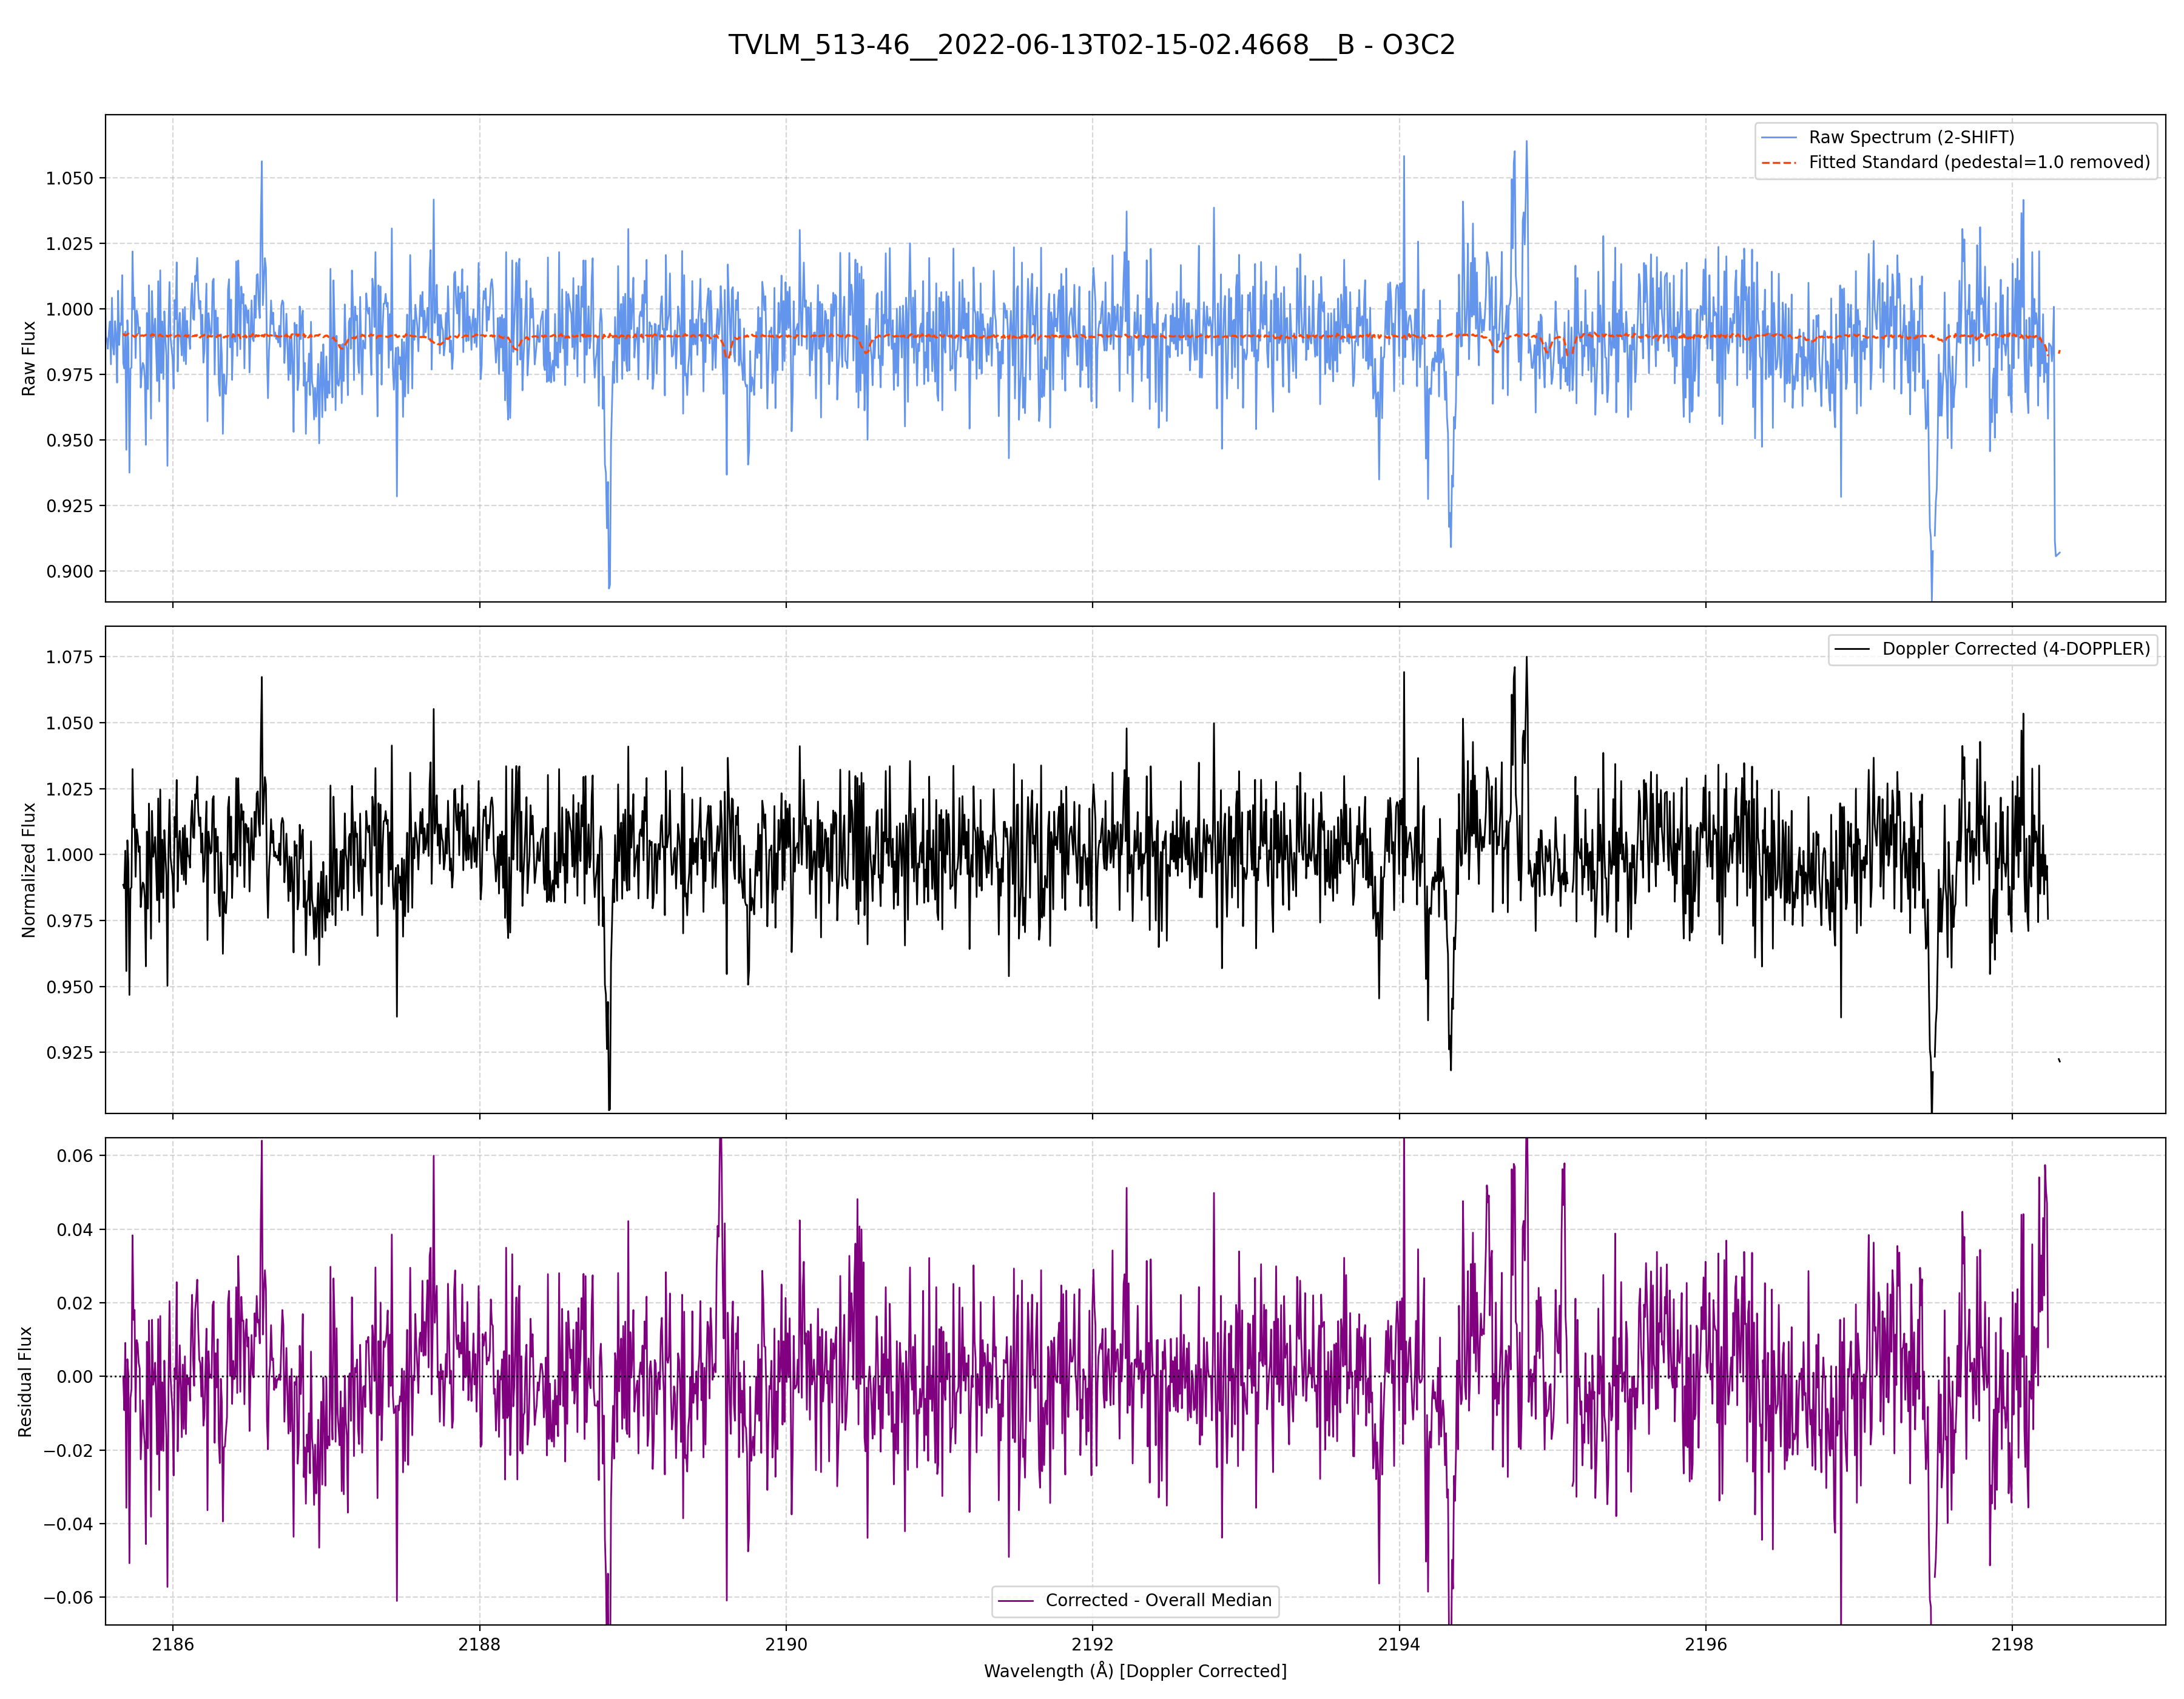 TVLM_513-46__2022-06-13T02-15-02.4668__B - O3C2
Raw Spectrum (2-SHIFT)
Fitted Standard (pedestal=1.0 removed)
1.050
1.025
1.000
0.975
0.950
0.925
0.900
Raw Flux
Doppler Corrected (4-DOPPLER)
1.075
1.050
1.025
1.000
0.975
0.950
0.925
Normalized Flux
0.06
0.04
0.02
0.00
−0.02
−0.04
−0.06
Residual Flux
Corrected - Overall Median
2186 2188 2190 2192 2194 2196 2198
Wavelength (Å) [Doppler Corrected]